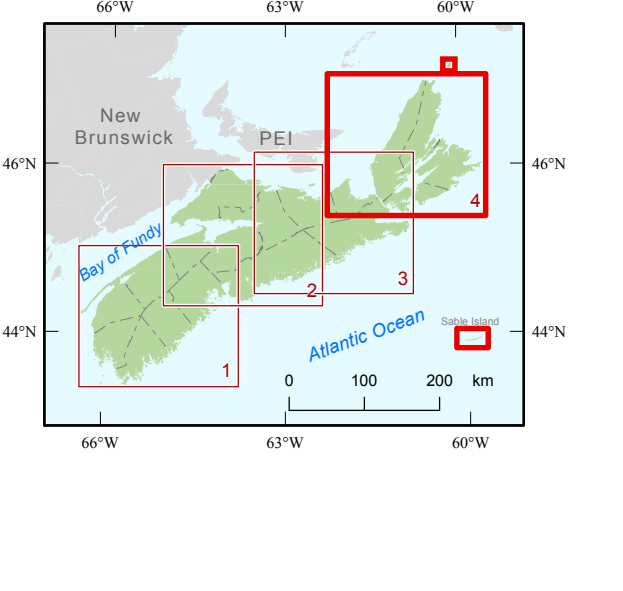 66°W 63°W 60°W
New
Brunswick
PEI
46°N 46°N
4
Bay of Fundy
3
2
Sable Island
Atlantic Ocean
44°N 44°N
1
0 100 200 km
66°W 63°W 60°W